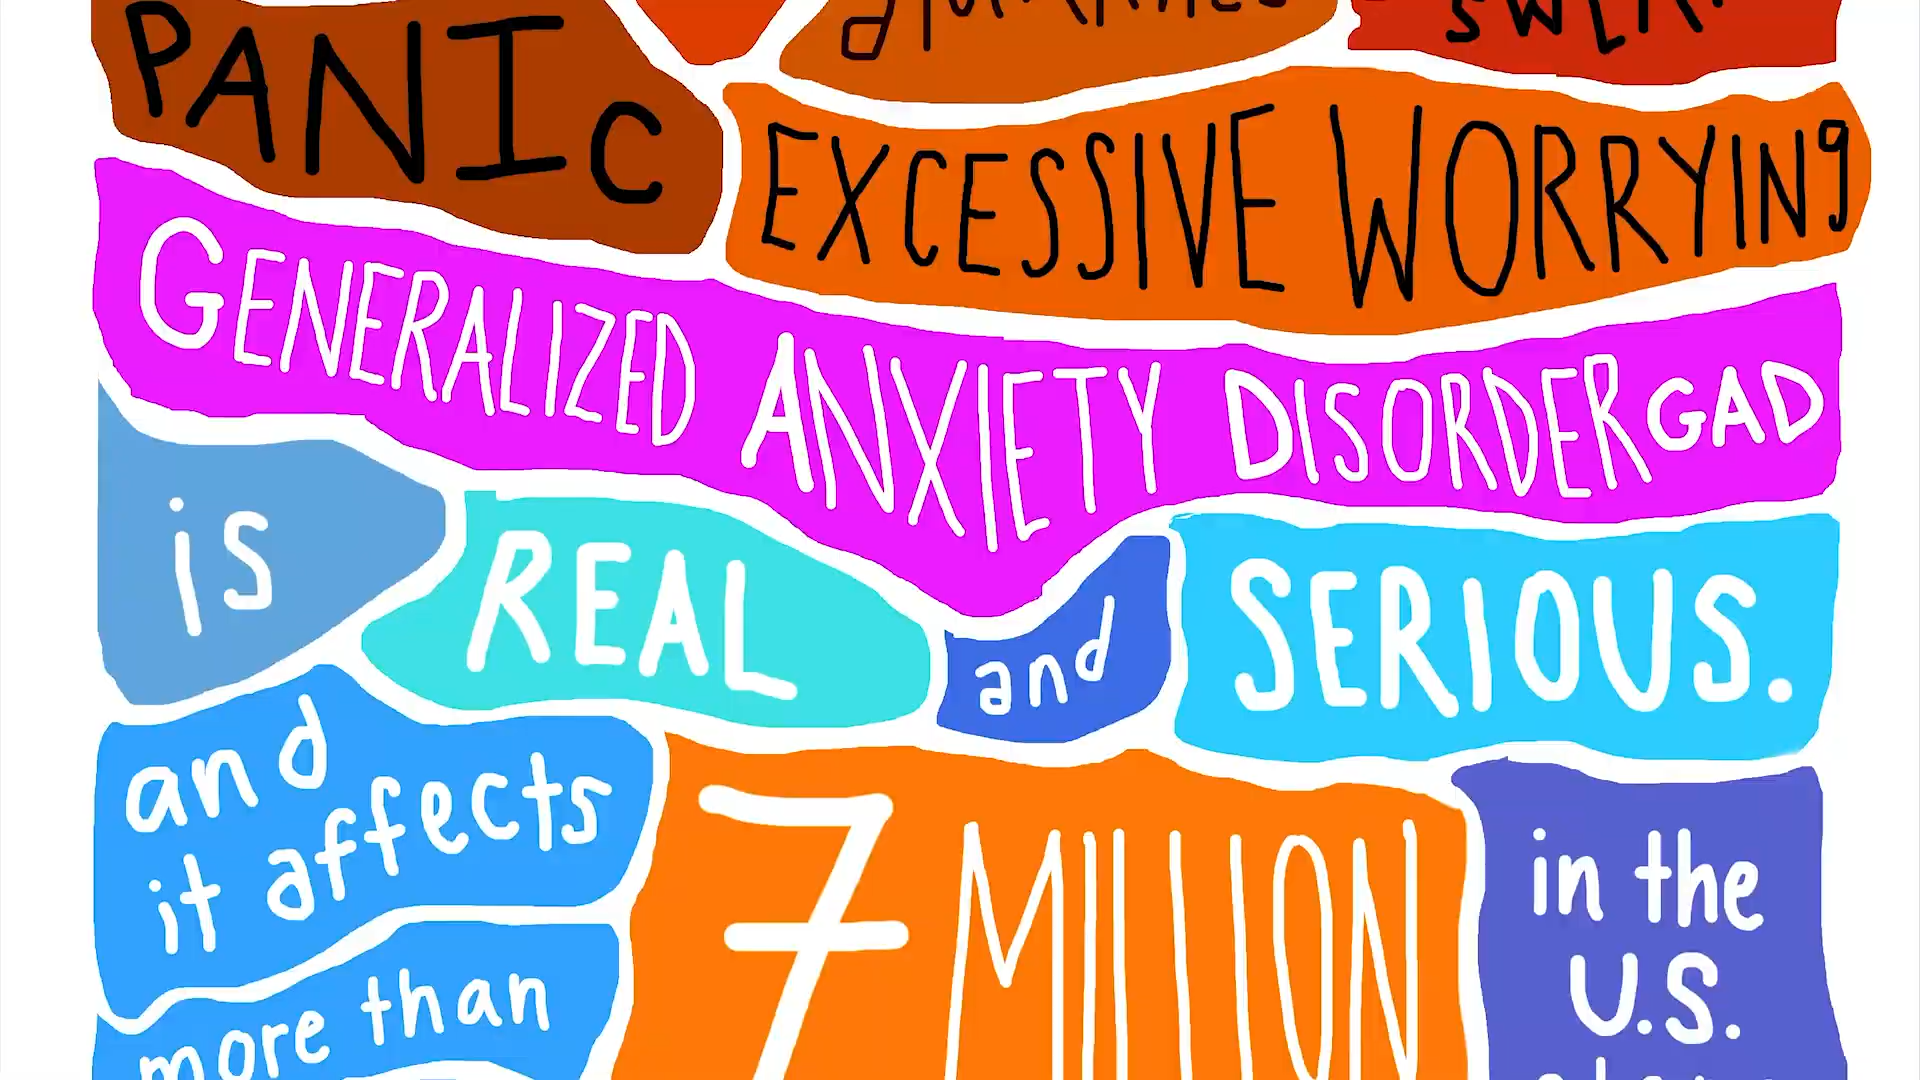 PANIC
EXCESSIVE WORRYING
GENERALIZED ANXIETY DISORDER GAD
is REAL and SERIOUS.
and
it affects
more than
7 MILLION
in the
U.S.